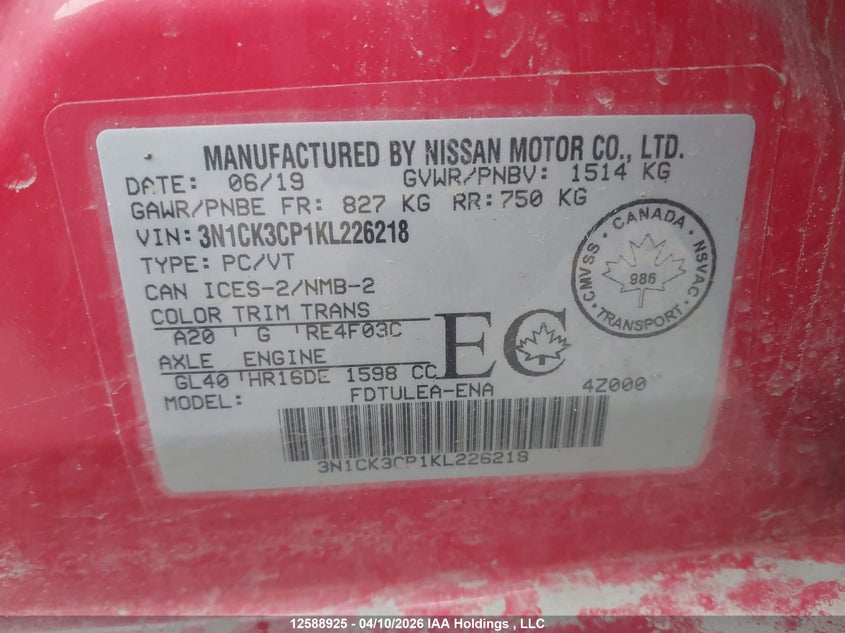 MANUFACTURED BY NISSAN MOTOR CO., LTD.
DATE: 06/19 GVWR/PNBV: 1514 KG
GAWR/PNBE FR: 827 KG RR: 750 KG
VIN: 3N1CK3CP1KL226218
TYPE: PC/VT
CAN ICES-2/NMB-2
COLOR TRIM TRANS
A20 G RE4F03C
AXLE ENGINE
GL40 HR16DE 1598 CC
MODEL: FDTULEA-ENA 4Z000
3N1CK3CP1KL226218
EC
CMVSS · CANADA · NSVAC · TRANSPORT ·
986
12588925 - 04/10/2026 IAA Holdings , LLC/